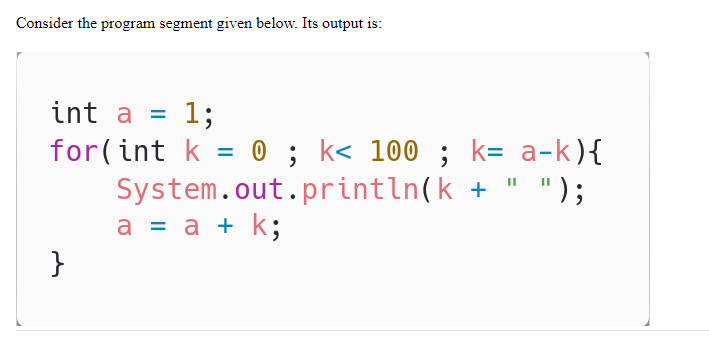 Consider the program segment given below. Its output is:
int a = 1;
for(int k = 0 ; k< 100 ; k= a-k){
    System.out.println(k + " ");
    a = a + k;
}